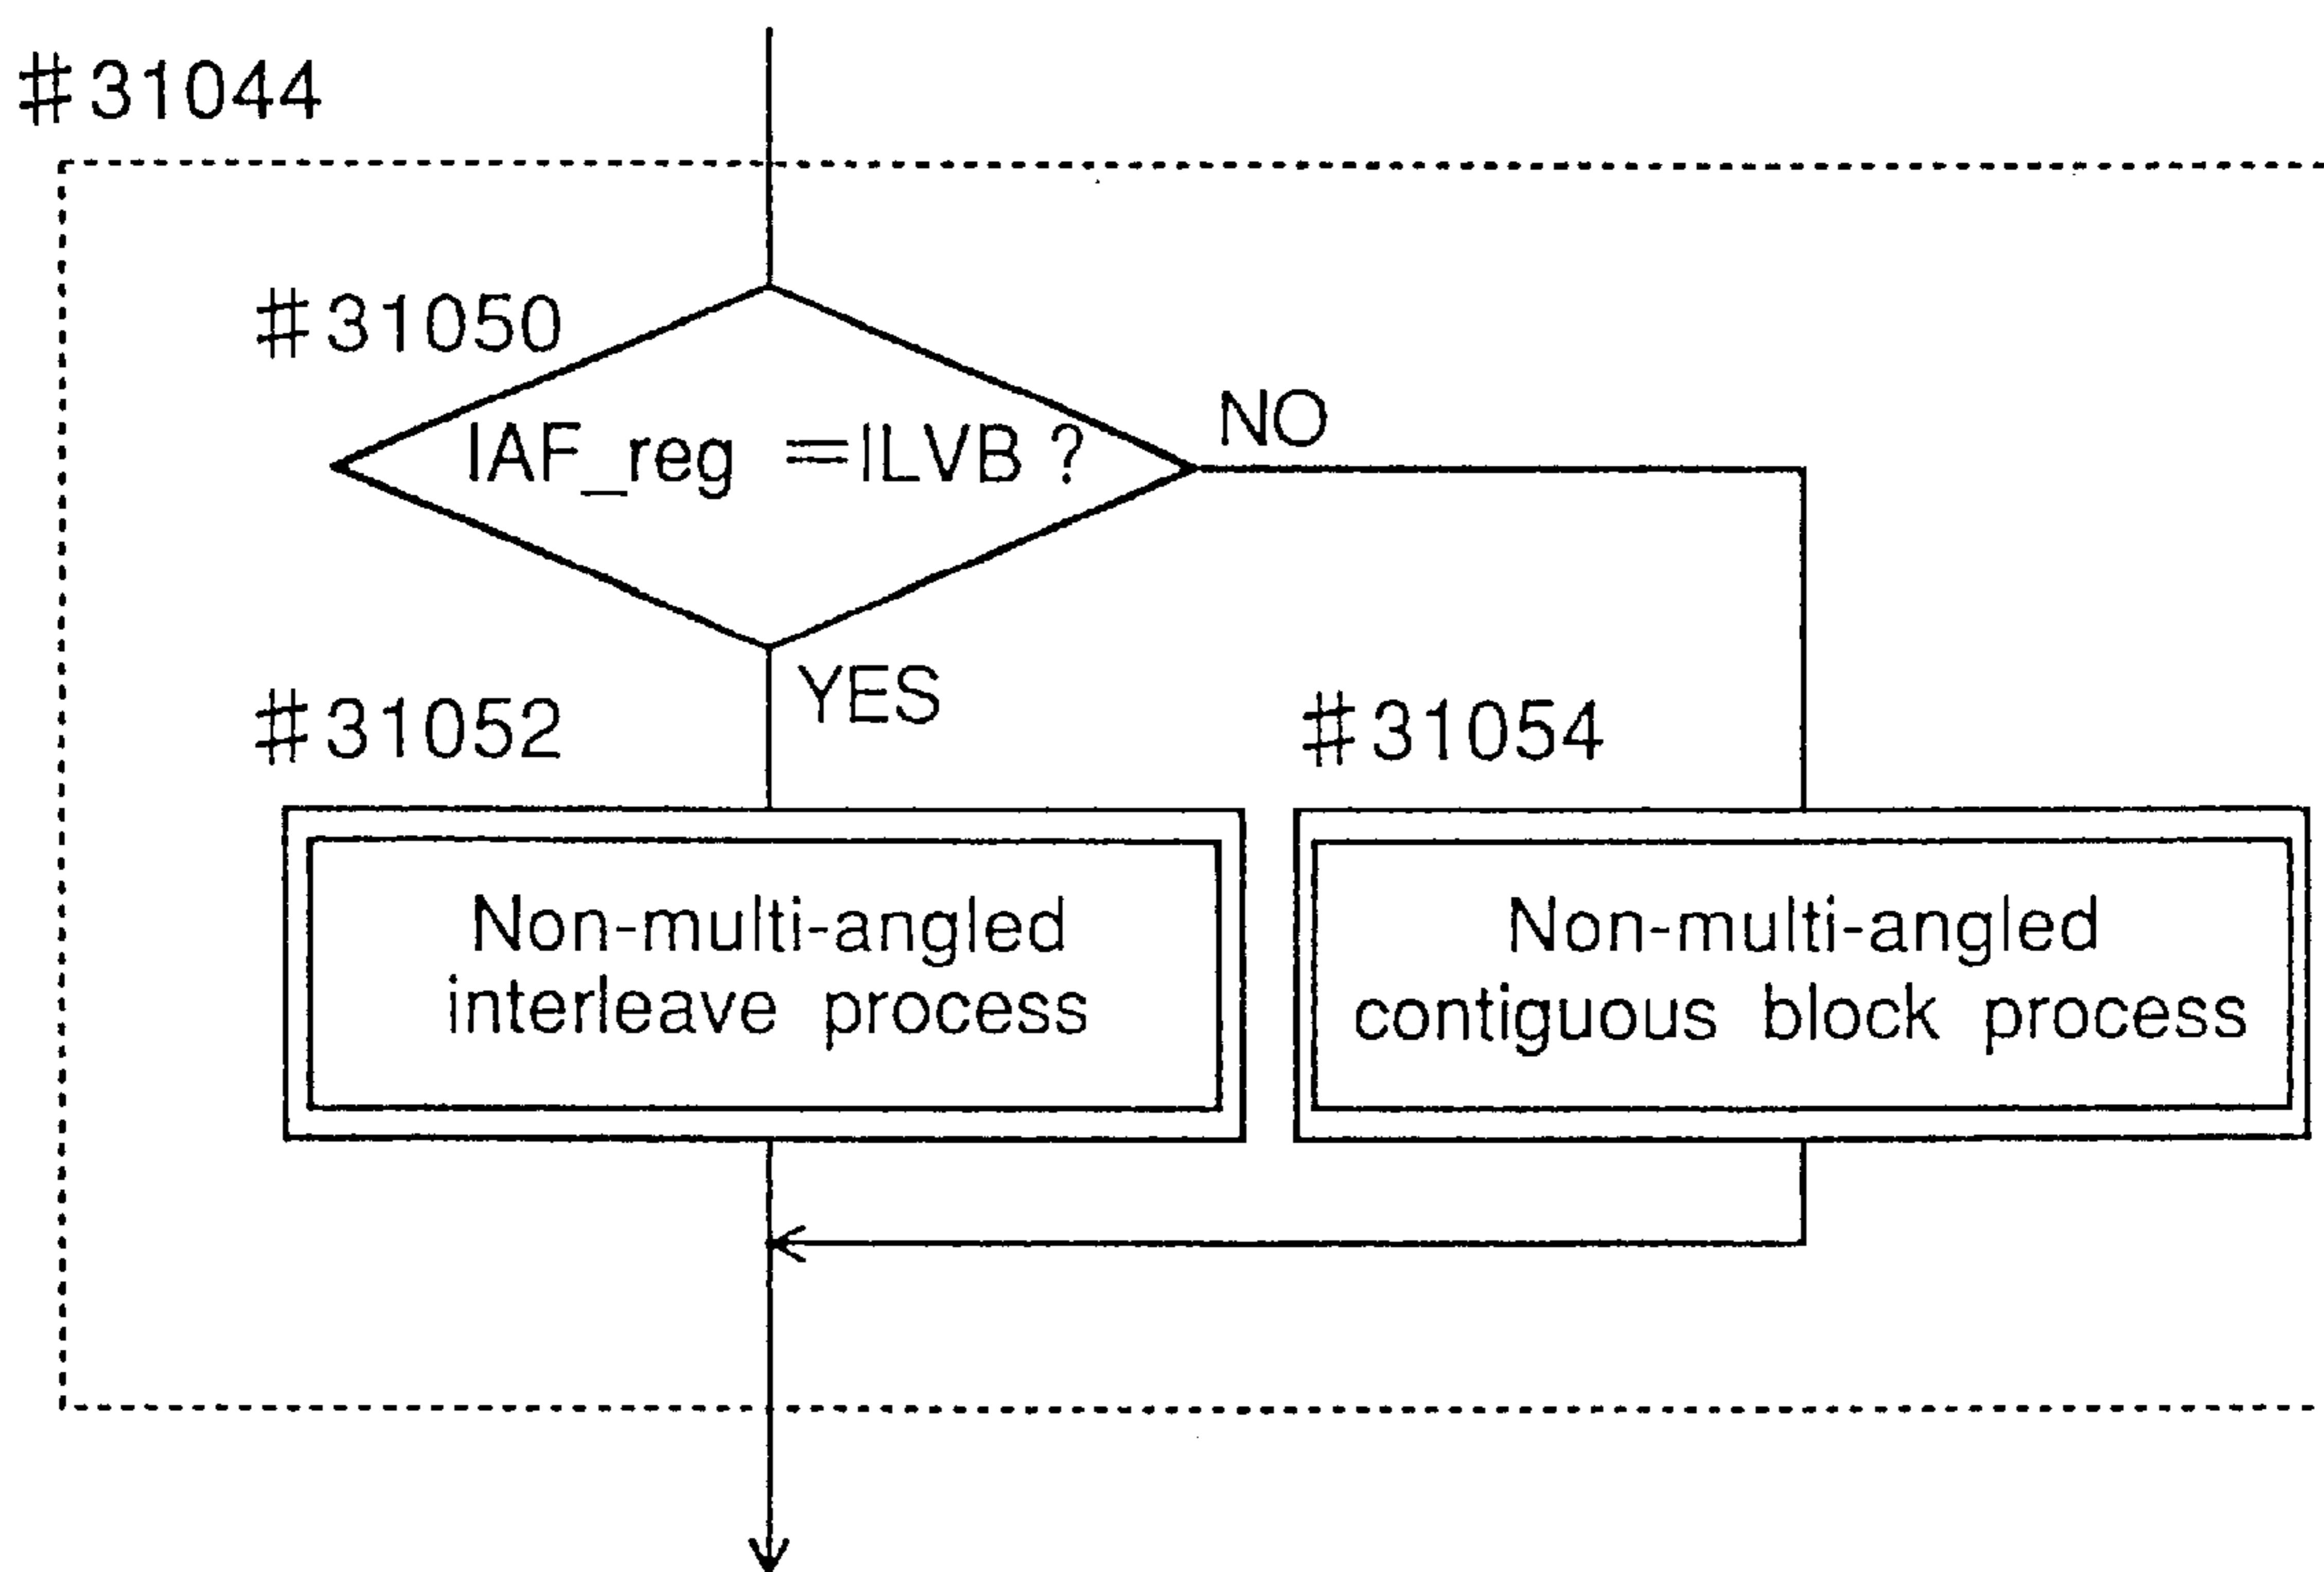 #31044
#31050
IAF_reg =ILVB ?
NO
YES
#31052
#31054
Non-multi-angled
interleave process
Non-multi-angled
contiguous block process